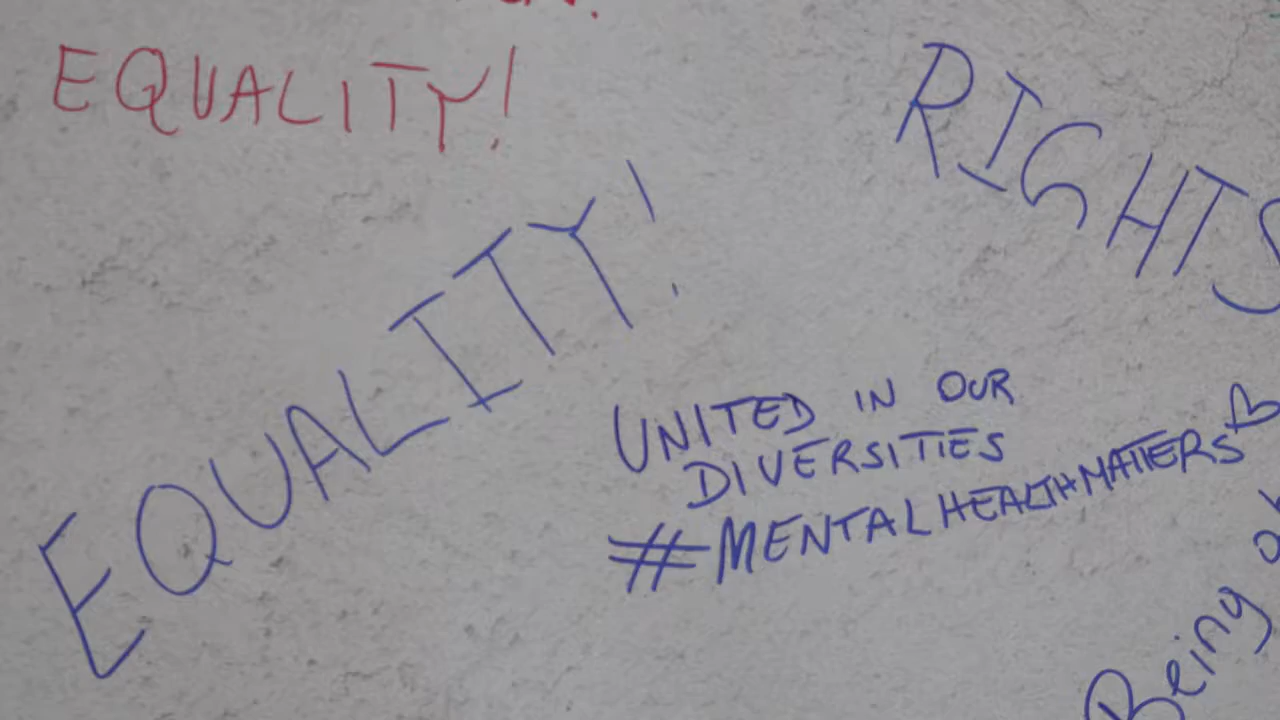 EQUALITY!
RIGHTS
EQUALITY!
UNITED IN OUR
DIVERSITIES
#MENTALHEALTHMATTERS
Being